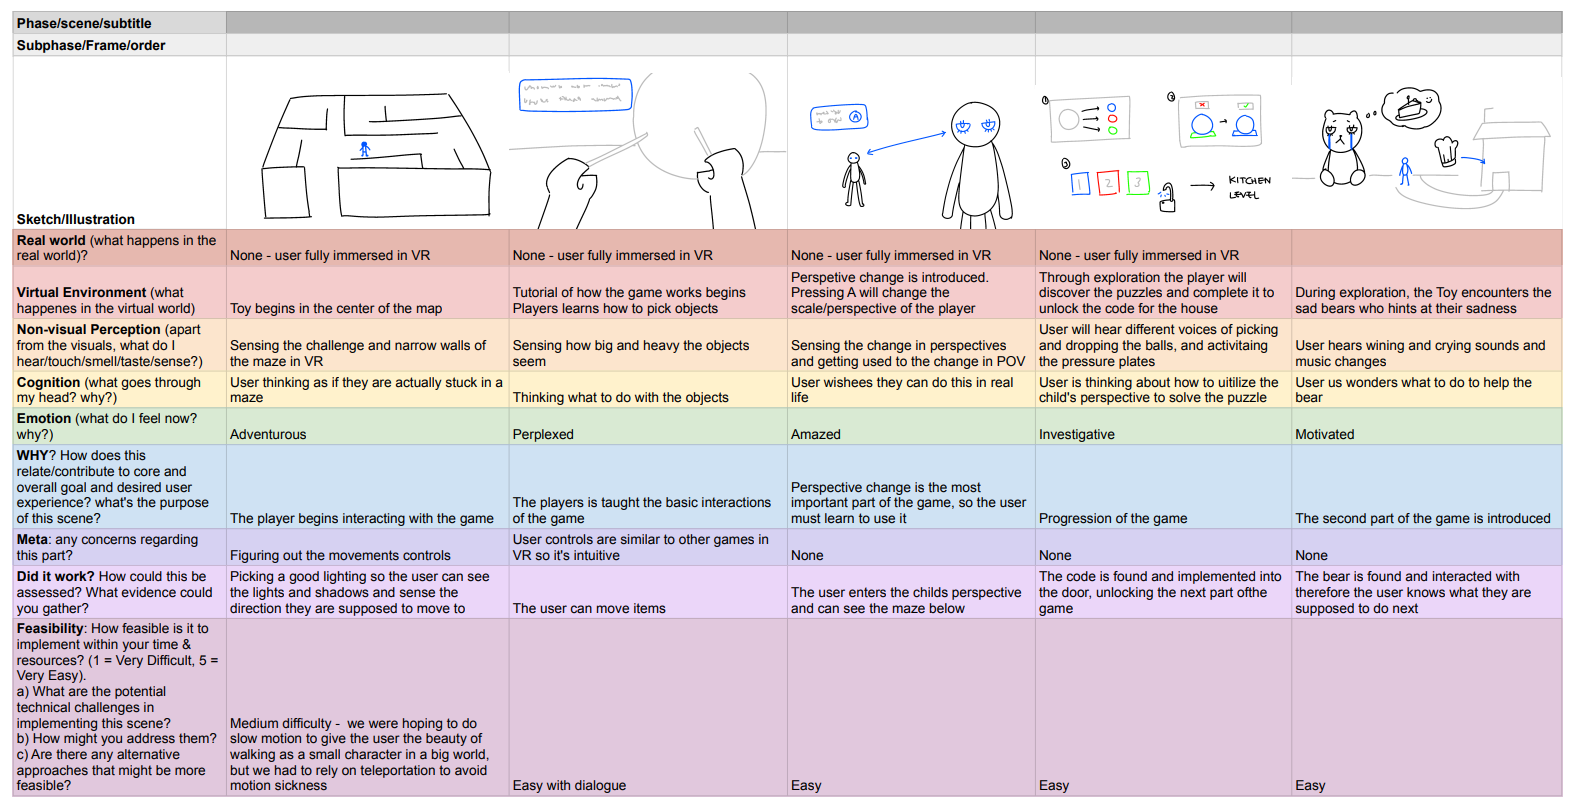 Phase/scene/subtitle
Subphase/Frame/order
Sketch/Illustration
A
1
2
3
1
2
3
KITCHEN
LEVEL
Real world (what happens in the
real world)?
None - user fully immersed in VR
None - user fully immersed in VR
None - user fully immersed in VR
None - user fully immersed in VR
Virtual Environment (what
happenes in the virtual world)
Toy begins in the center of the map
Tutorial of how the game works begins
Players learns how to pick objects
Perspetive change is introduced.
Pressing A will change the
scale/perspective of the player
Through exploration the player will
discover the puzzles and complete it to
unlock the code for the house
During exploration, the Toy encounters the
sad bears who hints at their sadness
Non-visual Perception (apart
from the visuals, what do I
hear/touch/smell/taste/sense?)
Sensing the challenge and narrow walls of
the maze in VR
Sensing how big and heavy the objects
seem
Sensing the change in perspectives
and getting used to the change in POV
User will hear different voices of picking
and dropping the balls, and activitaing
the pressure plates
User hears wining and crying sounds and
music changes
Cognition (what goes through
my head? why?)
User thinking as if they are actually stuck in a
maze
Thinking what to do with the objects
User wishees they can do this in real
life
User is thinking about how to uitilize the
child's perspective to solve the puzzle
User us wonders what to do to help the
bear
Emotion (what do I feel now?
why?)
Adventurous
Perplexed
Amazed
Investigative
Motivated
WHY? How does this
relate/contribute to core and
overall goal and desired user
experience? what's the purpose
of this scene?
The player begins interacting with the game
The players is taught the basic interactions
of the game
Perspective change is the most
important part of the game, so the user
must learn to use it
Progression of the game
The second part of the game is introduced
Meta: any concerns regarding
this part?
Figuring out the movements controls
User controls are similar to other games in
VR so it's intuitive
None
None
None
Did it work? How could this be
assessed? What evidence could
you gather?
Picking a good lighting so the user can see
the lights and shadows and sense the
direction they are supposed to move to
The user can move items
The user enters the childs perspective
and can see the maze below
The code is found and implemented into
the door, unlocking the next part ofthe
game
The bear is found and interacted with
therefore the user knows what they are
supposed to do next
Feasibility: How feasible is it to
implement within your time &
resources? (1 = Very Difficult, 5 =
Very Easy).
a) What are the potential
technical challenges in
implementing this scene?
b) How might you address them?
c) Are there any alternative
approaches that might be more
feasible?
Medium difficulty - we were hoping to do
slow motion to give the user the beauty of
walking as a small character in a big world,
but we had to rely on teleportation to avoid
motion sickness
Easy with dialogue
Easy
Easy
Easy